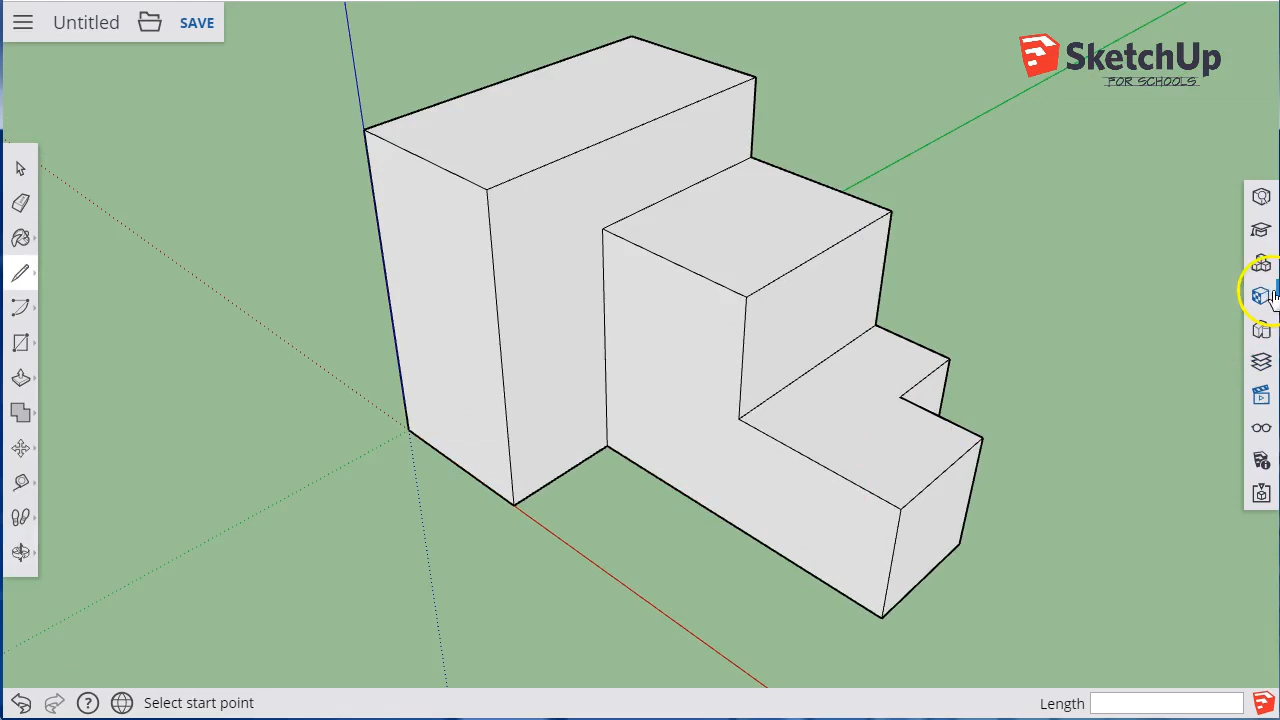 Untitled
SAVE
SketchUp
FOR SCHOOLS
Select start point
Length